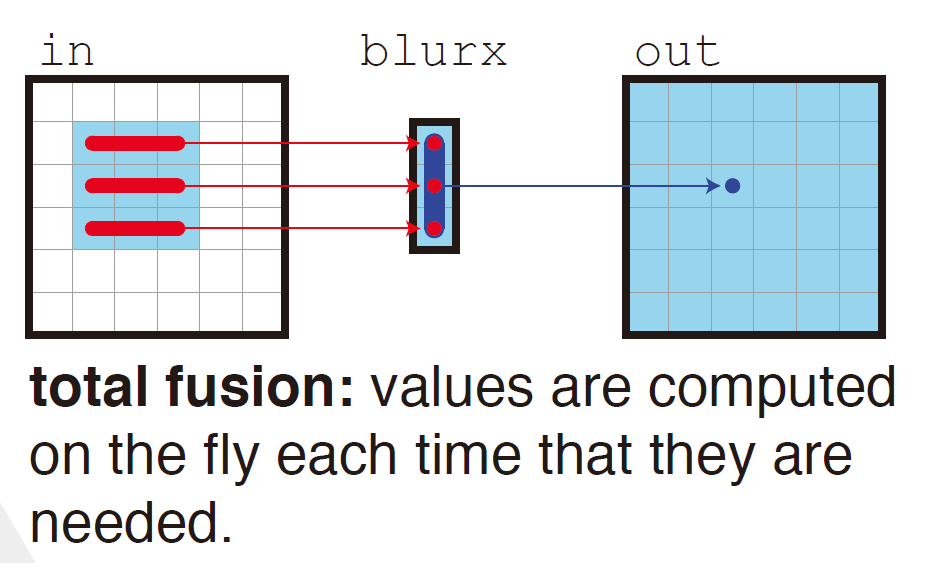 in blurx out
total fusion: values are computed
on the fly each time that they are
needed.